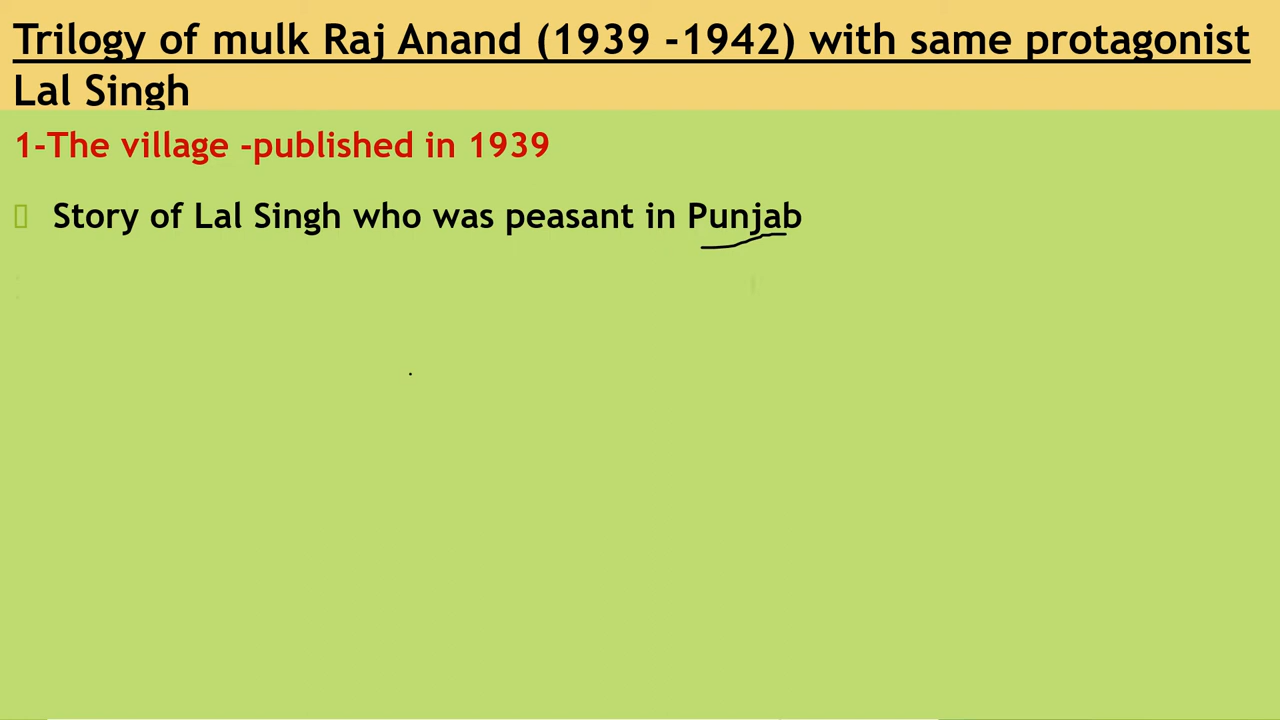 Trilogy of mulk Raj Anand (1939 -1942) with same protagonist
Lal Singh
1-The village -published in 1939
Story of Lal Singh who was peasant in Punjab